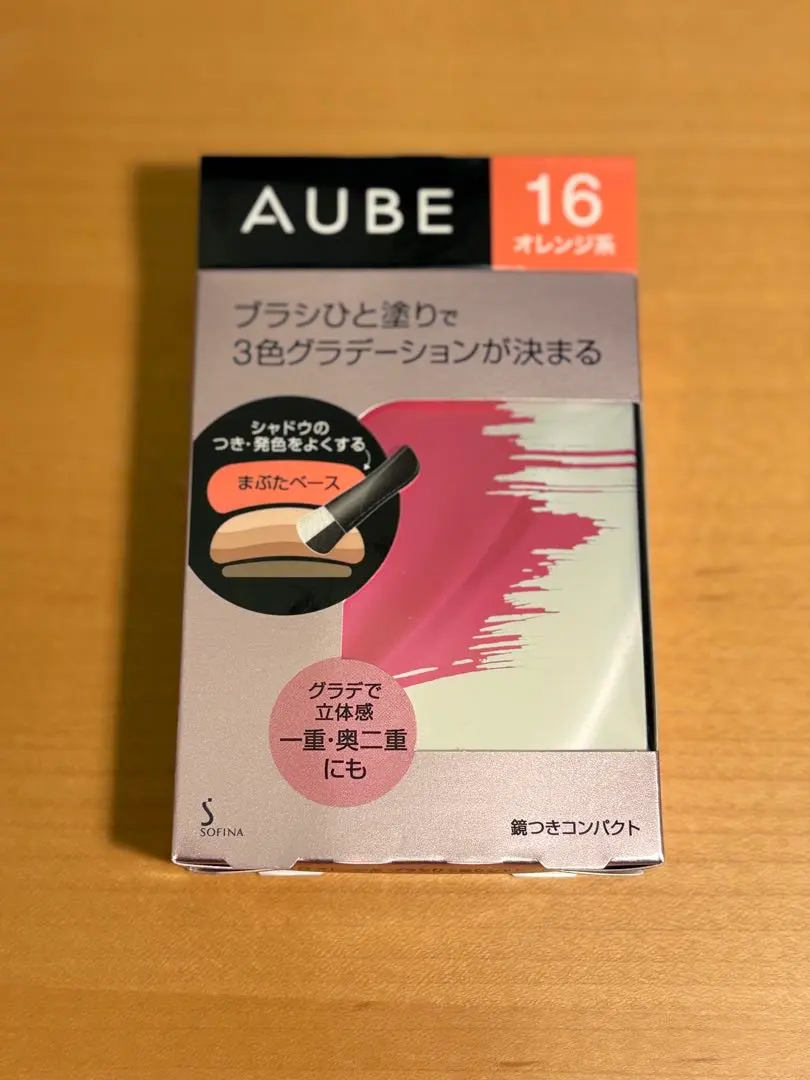 AUBE
16
オレンジ系
ブラシひと塗りで
3色グラデーションが決まる
シャドウの
つき・発色をよくする
まぶたベース
グラデで
立体感
一重・奥二重
にも
SOFINA
鏡つきコンパクト